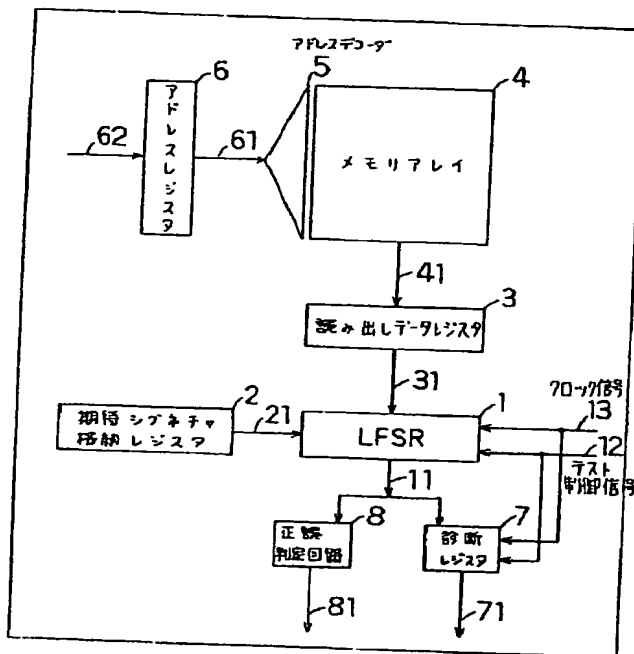 アドレスデコーダー
6
5
4
アドレスレジスタ
62
61
メモリアレイ
41
3
読み出しデータレジスタ
31
2
期待シグネチャ
格納レジスタ
21
1
LFSR
クロック信号
13
12
テスト
制御信号
11
8
正誤
判定回路
7
診断
レジスタ
81
71